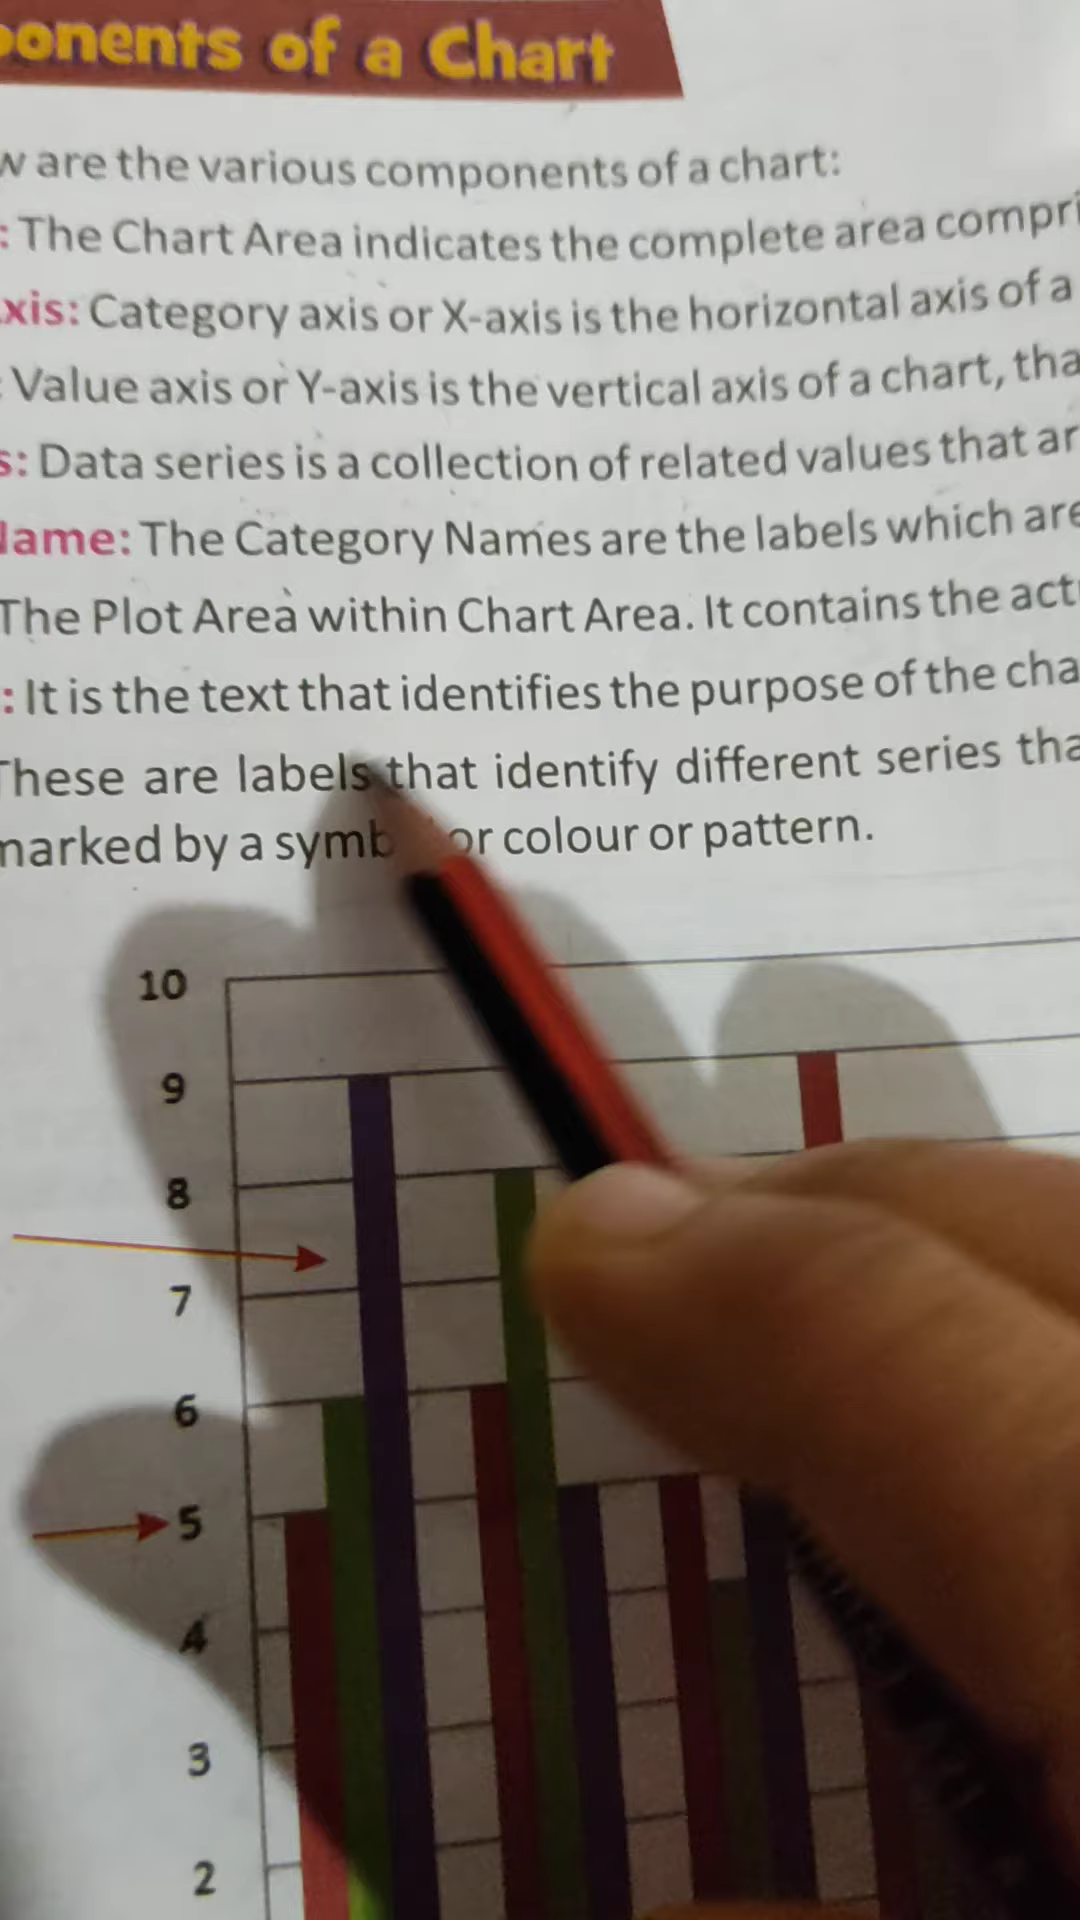 onents of a Chart
w are the various components of a chart:
: The Chart Area indicates the complete area compri
xis: Category axis or X-axis is the horizontal axis of a
: Value axis or Y-axis is the vertical axis of a chart, tha
s: Data series is a collection of related values that ar
ame: The Category Names are the labels which are
The Plot Area within Chart Area. It contains the act
: It is the text that identifies the purpose of the cha
These are labels that identify different series tha
marked by a symb or colour or pattern.
10
9
8
7
6
5
4
3
2